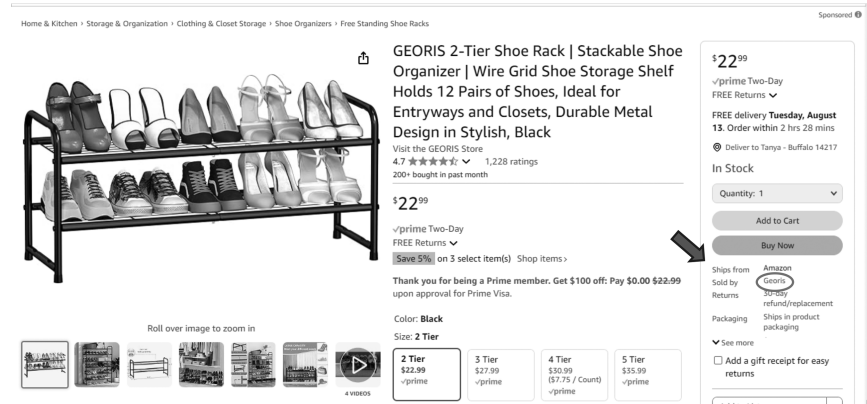 Sponsored
Home & Kitchen › Storage & Organization › Clothing & Closet Storage › Shoe Organizers › Free Standing Shoe Racks
GEORIS 2-Tier Shoe Rack | Stackable Shoe
Organizer | Wire Grid Shoe Storage Shelf
Holds 12 Pairs of Shoes, Ideal for
Entryways and Closets, Durable Metal
Design in Stylish, Black
Visit the GEORIS Store
4.7 1,228 ratings
200+ bought in past month
$22 99
prime Two-Day
FREE Returns
Save 5% on 3 select item(s) Shop items ›
Thank you for being a Prime member. Get $100 off: Pay $0.00 $22.99
upon approval for Prime Visa.
Color: Black
Size: 2 Tier
2 Tier
$22.99
prime
3 Tier
$27.99
prime
4 Tier
$30.99
($7.75 / Count)
prime
5 Tier
$35.99
prime
Roll over image to zoom in
4 VIDEOS
$22 99
prime Two-Day
FREE Returns
FREE delivery Tuesday, August
13. Order within 2 hrs 28 mins
Deliver to Tanya - Buffalo 14217
In Stock
Quantity: 1
Add to Cart
Buy Now
Ships from Amazon
Sold by Georis
Returns 30-day
refund/replacement
Packaging Ships in product
packaging
See more
Add a gift receipt for easy
returns